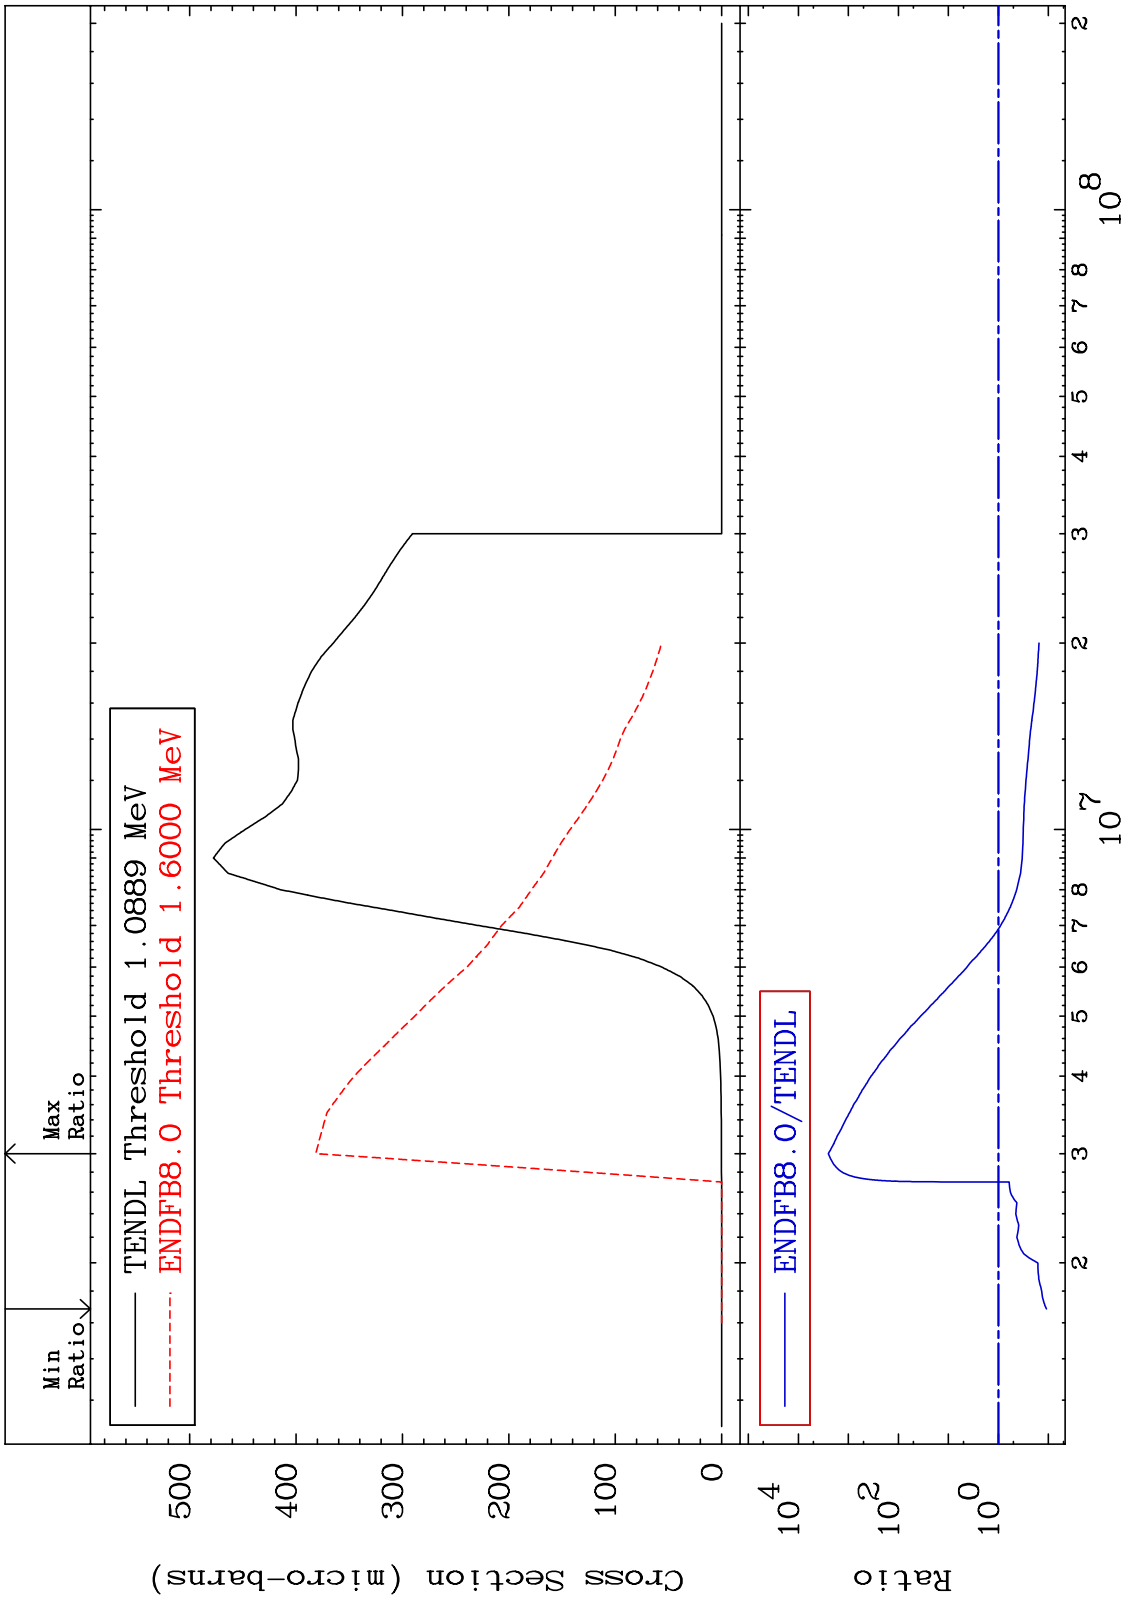 Min
Ratio
Max
Ratio
TENDL Threshold 1.0889 MeV
ENDFB8.0 Threshold 1.6000 MeV
Cross Section (micro-barns)
500
400
300
200
100
0
ENDFB8.0/TENDL
Ratio
10^4
10^2
10^0
2 3 4 5 6 7 8 10^7 2 3 4 5 6 7 8 10^8 2